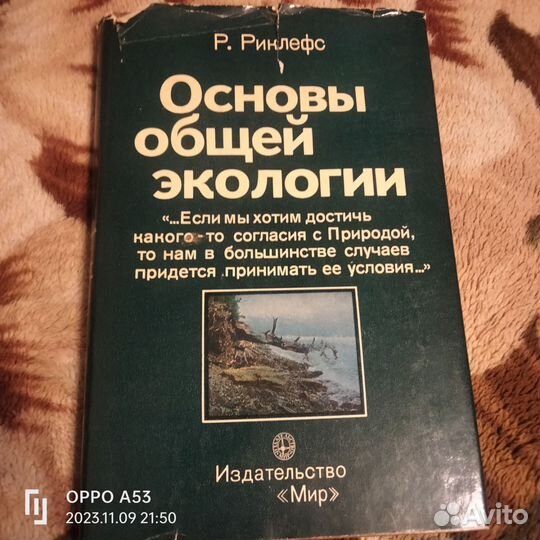 Р. Риклефс
Основы
общей
экологии
«...Если мы хотим достичь
какого-то согласия с Природой,
то нам в большинстве случаев
придется принимать ее условия...»
Издательство
«Мир»
OPPO A53
2023.11.09 21:50
Avito